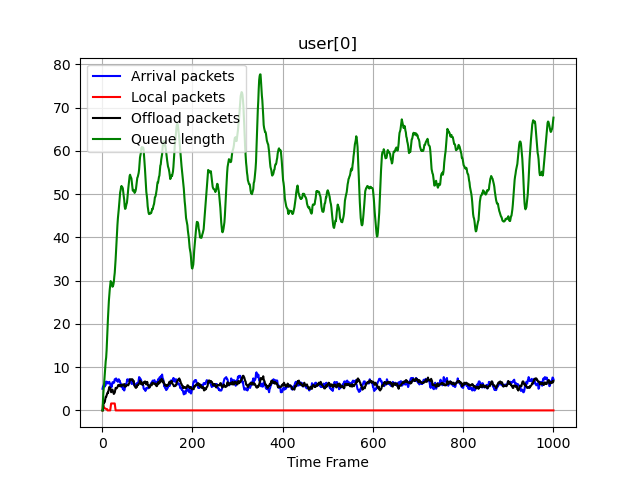 user[0]
Arrival packets
Local packets
Offload packets
Queue length
80
70
60
50
40
30
20
10
0
0 200 400 600 800 1000
Time Frame